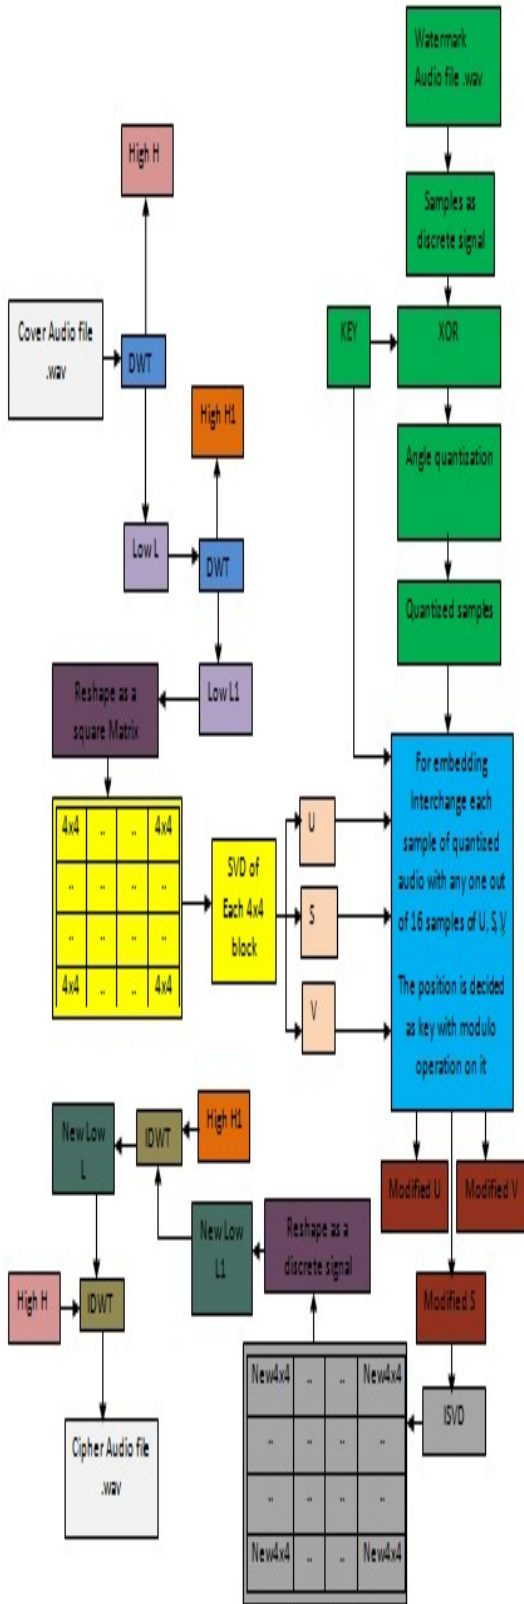 Watermark
Audio file .wav
High H
Samples as
discrete signal
Cover Audio file
.wav
DWT
KEY
XOR
High H1
Angle quantization
Low L
DWT
Quantized samples
Reshape as a
square Matrix
Low L1
4x4 .. .. 4x4
.. .. .. ..
.. .. .. ..
4x4 .. .. 4x4
SVD of
Each 4x4
block
U
S
V
For embedding
Interchange each
sample of quantized
audio with any one out
of 16 samples of U, S, V
The position is decided
as key with modulo
operation on it
New Low
L
IDWT
High H1
Modified U
Modified V
New Low
L1
Reshape as a
discrete signal
High H
IDWT
Modified S
New4x4 .. .. New4x4
.. .. .. ..
.. .. .. ..
New4x4 .. .. New4x4
ISVD
Cipher Audio file
.wav